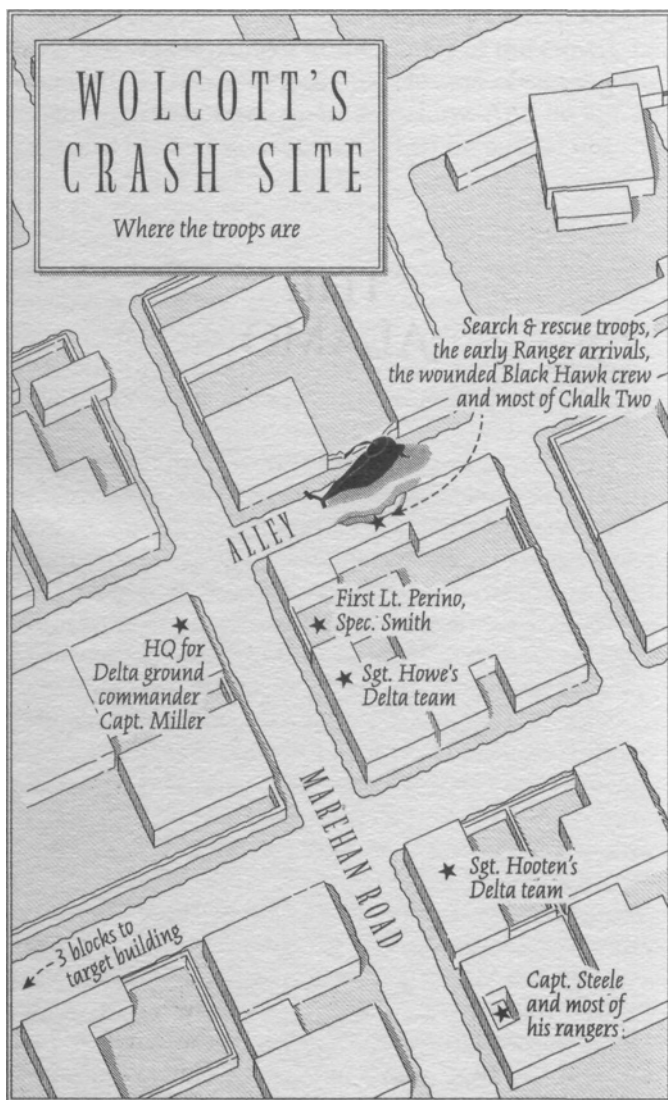 WOLCOTT'S
CRASH SITE
Where the troops are
Search & rescue troops,
the early Ranger arrivals,
the wounded Black Hawk crew
and most of Chalk Two
ALLEY
First Lt. Perino,
Spec. Smith
HQ for
Delta ground
commander
Capt. Miller
Sgt. Howe's
Delta team
MAREHAN ROAD
Sgt. Hooten's
Delta team
3 blocks to
target building
Capt. Steele
and most of
his rangers